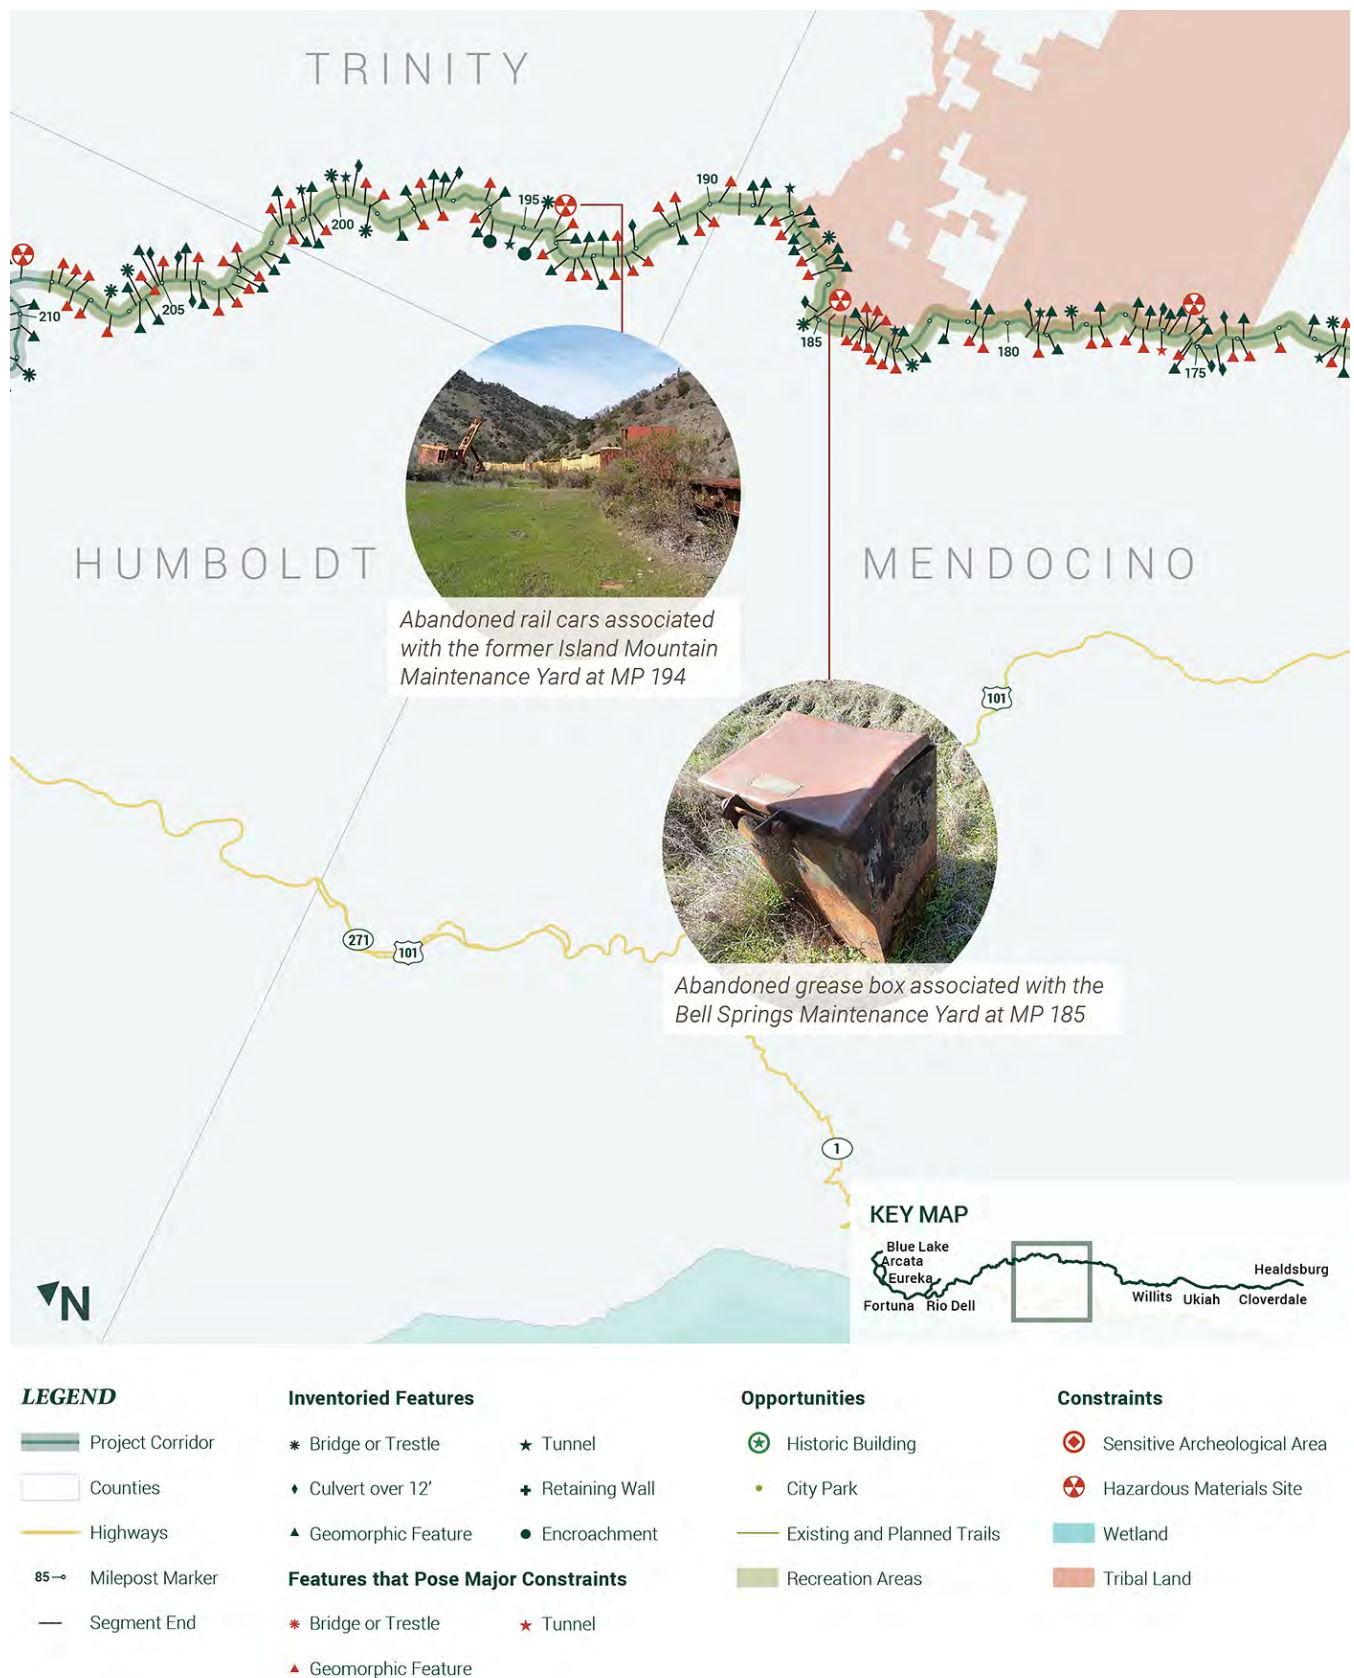 TRINITY
190
195
200
205
210
185
180
175
HUMBOLDT
MENDOCINO
Abandoned rail cars associated
with the former Island Mountain
Maintenance Yard at MP 194
101
271
101
Abandoned grease box associated with the
Bell Springs Maintenance Yard at MP 185
1
KEY MAP
Blue Lake
Arcata
Eureka
Fortuna
Rio Dell
Willits
Ukiah
Cloverdale
Healdsburg
N
LEGEND
Project Corridor
Counties
Highways
85 Milepost Marker
Segment End
Inventoried Features
Bridge or Trestle
Tunnel
Culvert over 12'
Retaining Wall
Geomorphic Feature
Encroachment
Features that Pose Major Constraints
Bridge or Trestle
Tunnel
Geomorphic Feature
Opportunities
Historic Building
City Park
Existing and Planned Trails
Recreation Areas
Constraints
Sensitive Archeological Area
Hazardous Materials Site
Wetland
Tribal Land